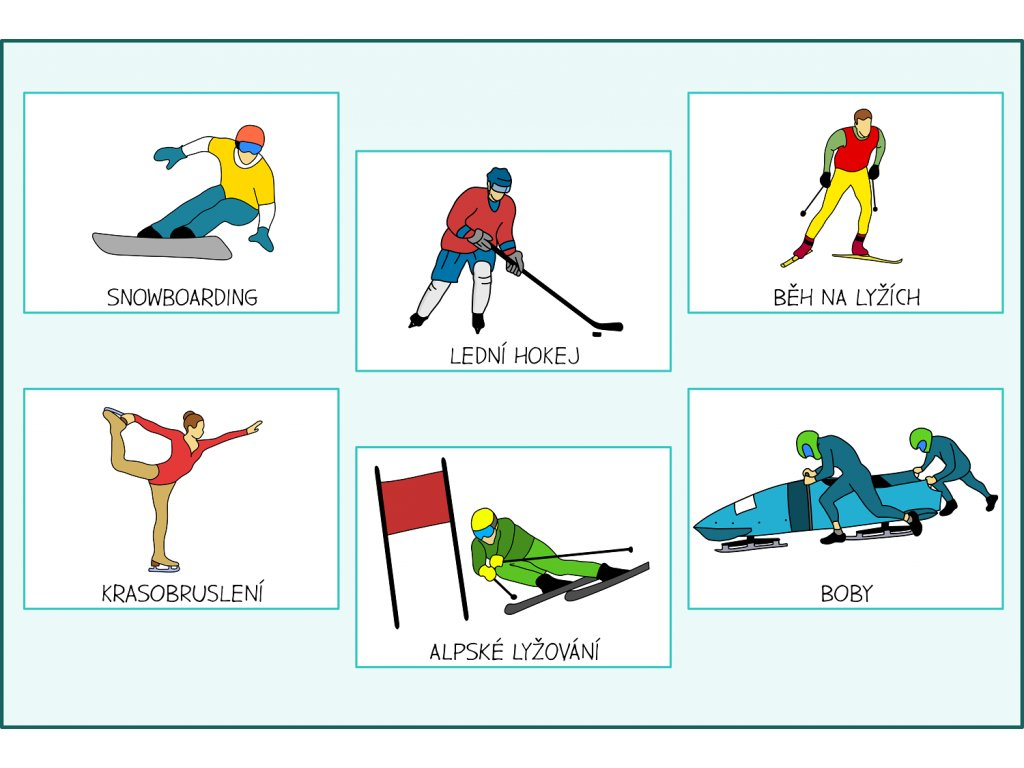 SNOWBOARDING
LEDNÍ HOKEJ
BĚH NA LYŽÍCH
KRASOBRUSLENÍ
ALPSKÉ LYŽOVÁNÍ
BOBY